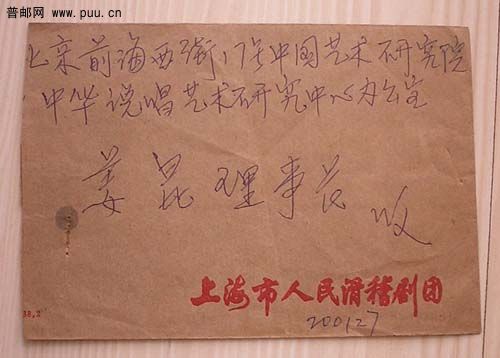 普邮网 www.puu.cn
北京前海西街17号中国艺术研究院
中华说唱艺术研究中心办公室
姜昆理事长 收
上海市人民滑稽剧团
200127
88,2